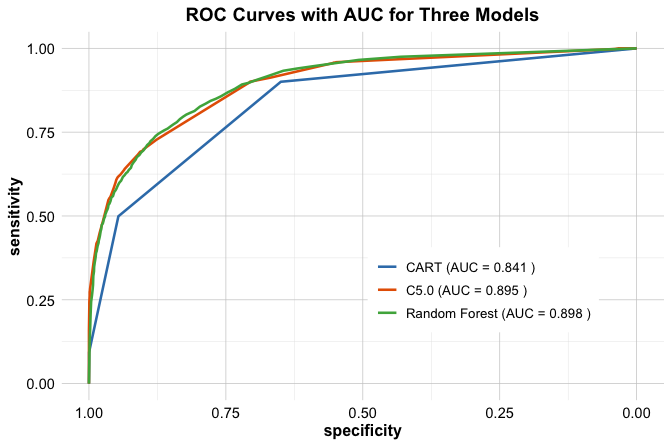 ROC Curves with AUC for Three Models
1.00
0.75
0.50
0.25
0.00
sensitivity
CART (AUC = 0.841 )
C5.0 (AUC = 0.895 )
Random Forest (AUC = 0.898 )
1.00 0.75 0.50 0.25 0.00
specificity